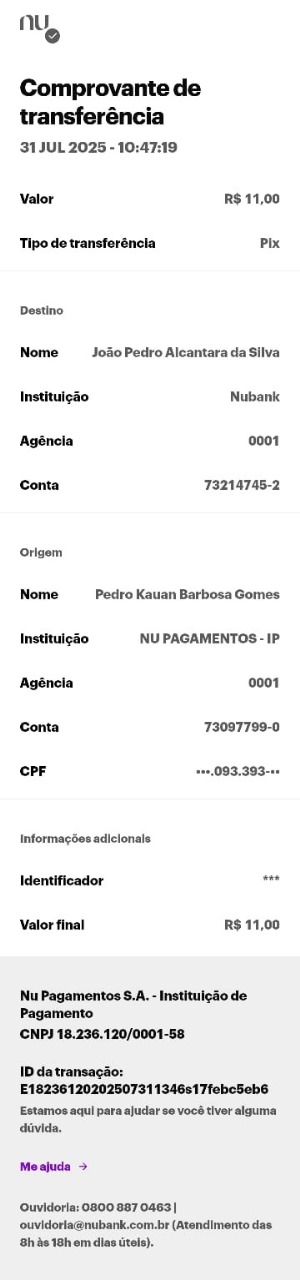 nu
Comprovante de
transferência
31 JUL 2025 - 10:47:19
Valor R$ 11,00
Tipo de transferência Pix
Destino
Nome João Pedro Alcantara da Silva
Instituição Nubank
Agência 0001
Conta 73214745-2
Origem
Nome Pedro Kauan Barbosa Gomes
Instituição NU PAGAMENTOS - IP
Agência 0001
Conta 73097799-0
CPF •••.093.393-••
Informações adicionais
Identificador ***
Valor final R$ 11,00
Nu Pagamentos S.A. - Instituição de
Pagamento
CNPJ 18.236.120/0001-58
ID da transação:
E18236120202507311346s17febc5eb6
Estamos aqui para ajudar se você tiver alguma
dúvida.
Me ajuda →
Ouvidoria: 0800 887 0463 |
ouvidoria@nubank.com.br (Atendimento das
8h às 18h em dias úteis).